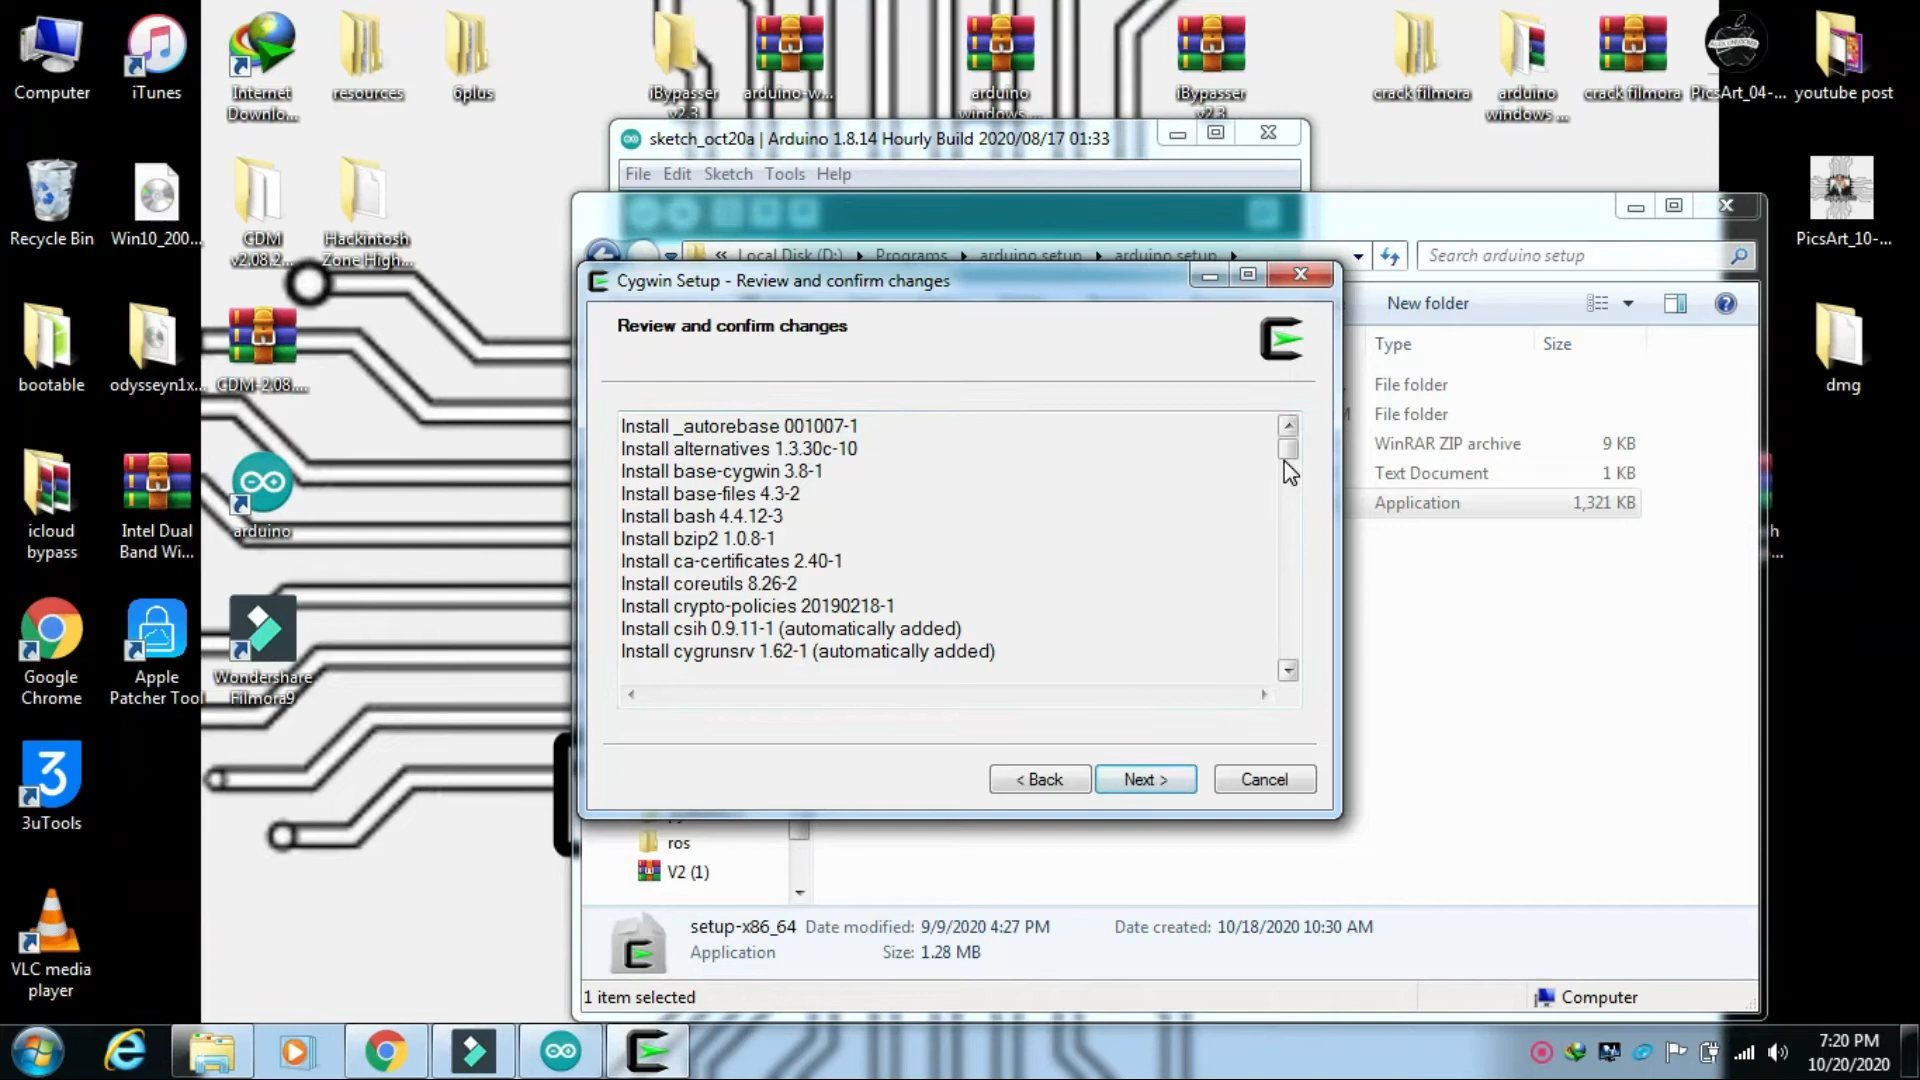 Computer
iTunes
Internet
Downlo...
resources
6plus
iBypasser
v2.3
arduino-w...
arduino
windows ...
iBypasser
v2.3
crack filmora
arduino
windows ...
crack filmora
PicsArt_04-...
youtube post
sketch_oct20a | Arduino 1.8.14 Hourly Build 2020/08/17 01:33
File Edit Sketch Tools Help
Recycle Bin
Win10_200...
GDM
v2.08.2...
Hackintosh
Zone High...
PicsArt_10-...
« Local Disk (D:) Programs arduino setup arduino setup
Search arduino setup
Cygwin Setup - Review and confirm changes
New folder
Review and confirm changes
Type
Size
bootable
odysseyn1x...
GDM-2.08....
dmg
File folder
File folder
WinRAR ZIP archive 9 KB
Text Document 1 KB
Application 1,321 KB
Install _autorebase 001007-1
Install alternatives 1.3.30c-10
Install base-cygwin 3.8-1
Install base-files 4.3-2
Install bash 4.4.12-3
Install bzip2 1.0.8-1
Install ca-certificates 2.40-1
Install coreutils 8.26-2
Install crypto-policies 20190218-1
Install csih 0.9.11-1 (automatically added)
Install cygrunsrv 1.62-1 (automatically added)
icloud
bypass
Intel Dual
Band Wi...
arduino
Google
Chrome
Apple
Patcher Tool
Wondershare
Filmora9
< Back
Next >
Cancel
3uTools
ros
V2 (1)
setup-x86_64 Date modified: 9/9/2020 4:27 PM Date created: 10/18/2020 10:30 AM
Application Size: 1.28 MB
VLC media
player
1 item selected
Computer
7:20 PM
10/20/2020